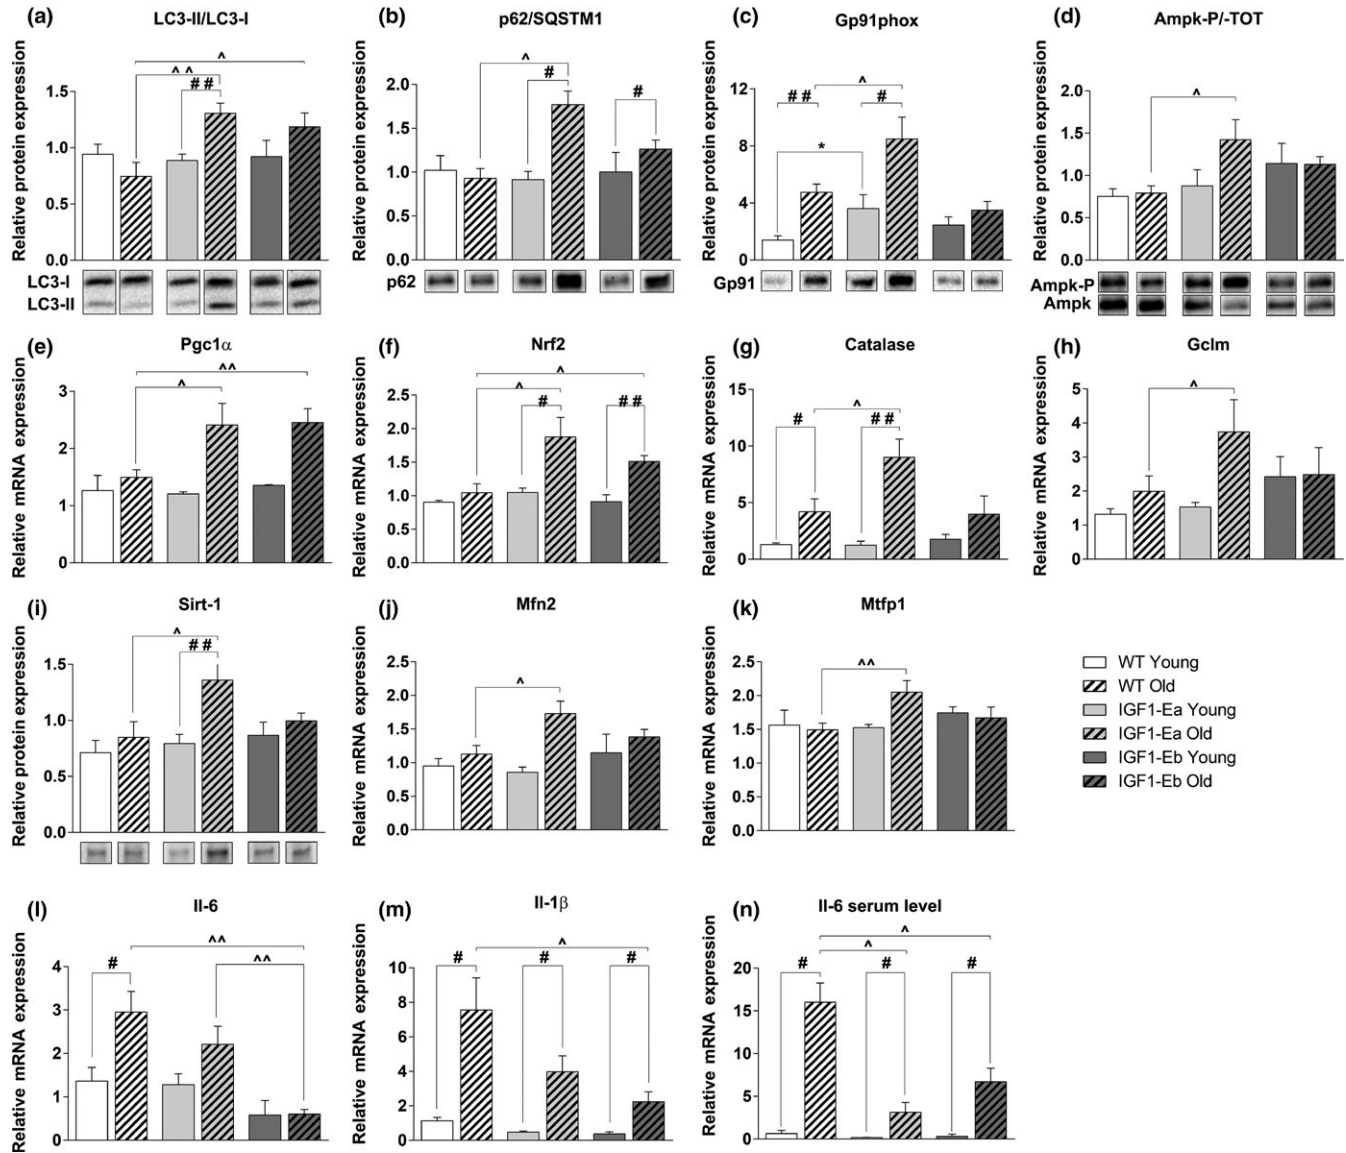 (a) LC3-II/LC3-I
Relative protein expression
1.5
1.0
0.5
0.0
^
^ ^
# #
LC3-I
LC3-II
(b) p62/SQSTM1
Relative protein expression
2.0
1.5
1.0
0.5
0.0
^
#
#
p62
(c) Gp91phox
Relative protein expression
12
8
4
0
^
# #
#
*
Gp91
(d) Ampk-P/-TOT
Relative protein expression
2.0
1.5
1.0
0.5
0.0
^
Ampk-P
Ampk
(e) Pgc1α
Relative mRNA expression
3
2
1
0
^^
^
(f) Nrf2
Relative mRNA expression
2.5
2.0
1.5
1.0
0.5
0.0
^
^
#
# #
(g) Catalase
Relative mRNA expression
15
10
5
0
^
#
# #
(h) Gclm
Relative mRNA expression
5
4
3
2
1
0
^
(i) Sirt-1
Relative protein expression
1.5
1.0
0.5
0.0
^
# #
(j) Mfn2
Relative mRNA expression
2.5
2.0
1.5
1.0
0.5
0.0
^
(k) Mtfp1
Relative mRNA expression
2.5
2.0
1.5
1.0
0.5
0.0
^^
WT Young
WT Old
IGF1-Ea Young
IGF1-Ea Old
IGF1-Eb Young
IGF1-Eb Old
(l) Il-6
Relative mRNA expression
4
3
2
1
0
^^
#
^^
(m) Il-1β
Relative mRNA expression
10
8
6
4
2
0
^
#
#
#
(n) Il-6 serum level
Relative mRNA expression
20
15
10
5
0
^
^
#
#
#